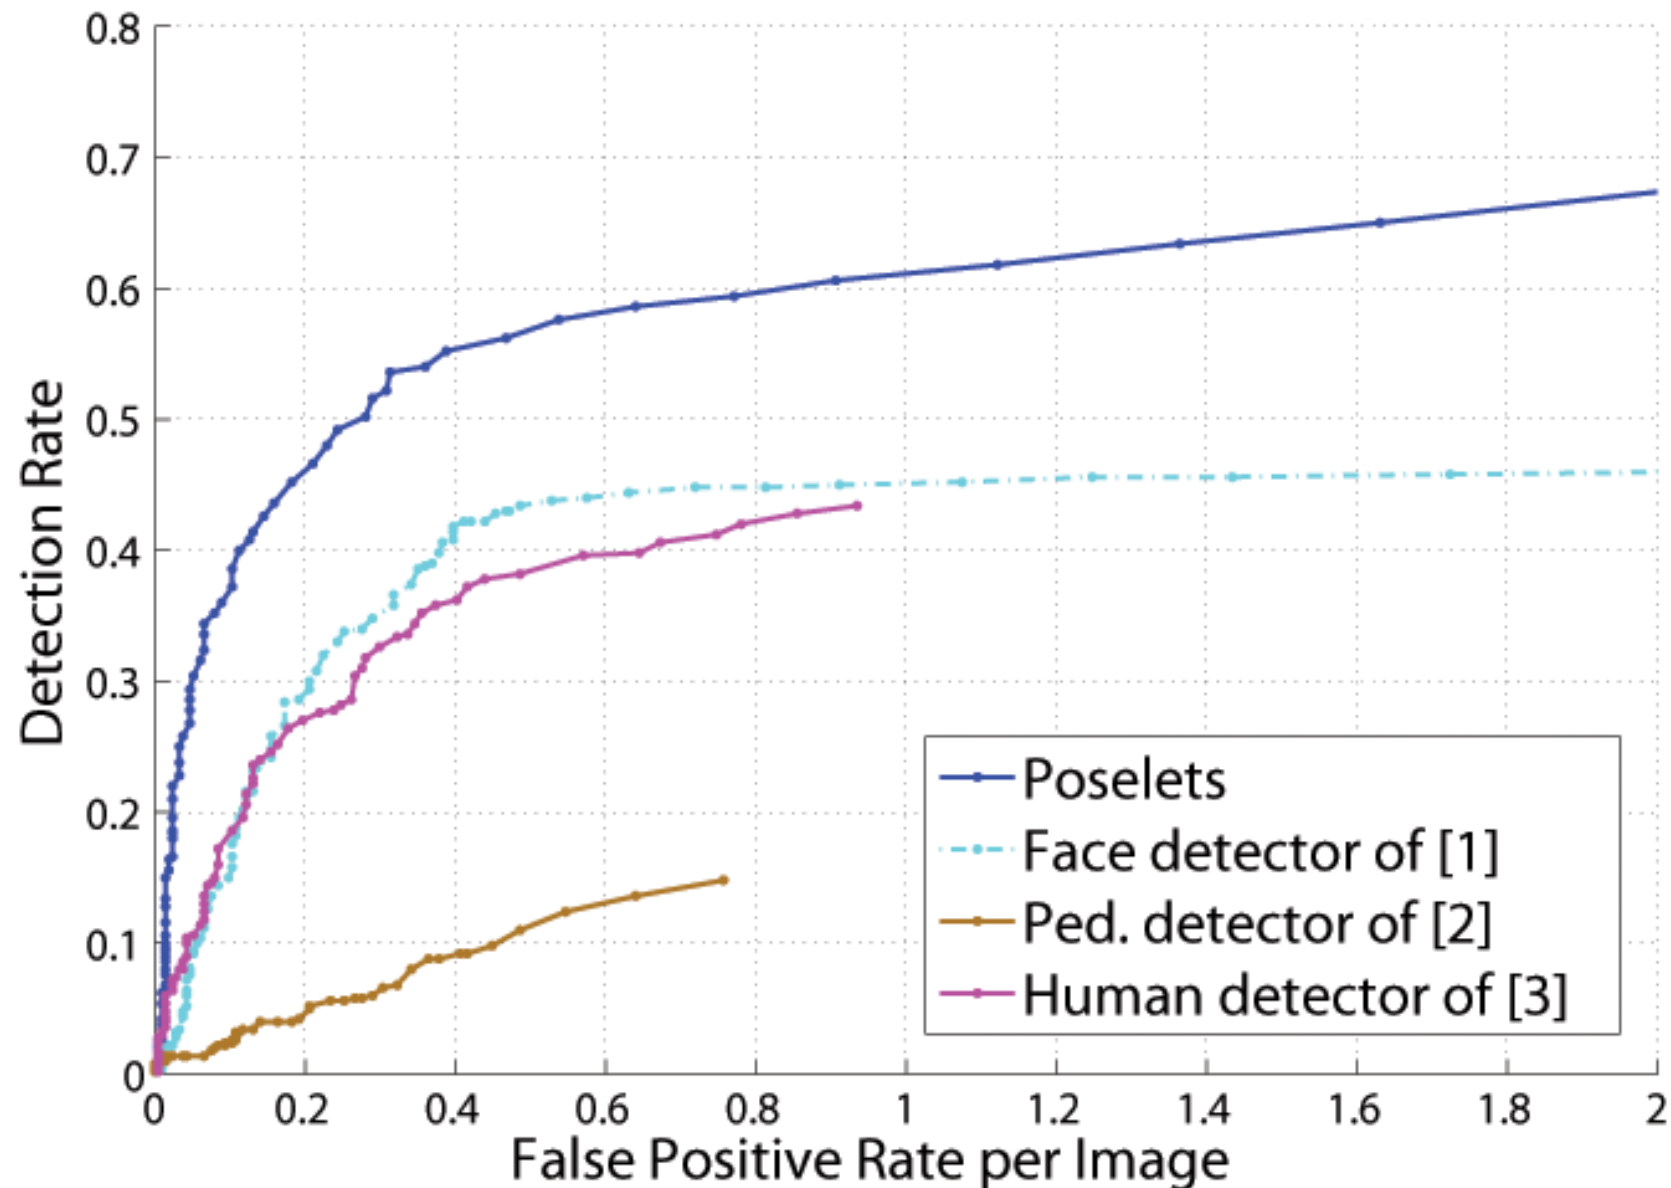 0.8
0.7
0.6
0.5
0.4
0.3
0.2
0.1
0
Detection Rate
Poselets
Face detector of [1]
Ped. detector of [2]
Human detector of [3]
0 0.2 0.4 0.6 0.8 1 1.2 1.4 1.6 1.8 2
False Positive Rate per Image